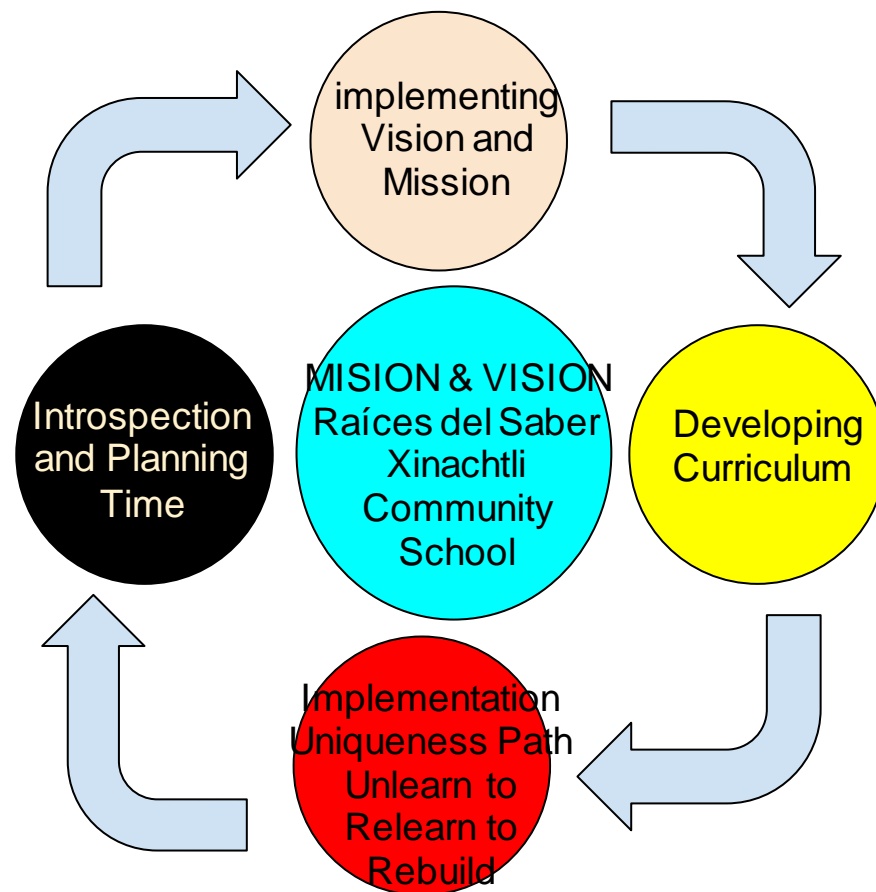 implementing
Vision and
Mission
MISION & VISION
Raíces del Saber
Xinachtli
Community
School
Introspection
and Planning
Time
Developing
Curriculum
Implementation
Uniqueness Path
Unlearn to
Relearn to
Rebuild